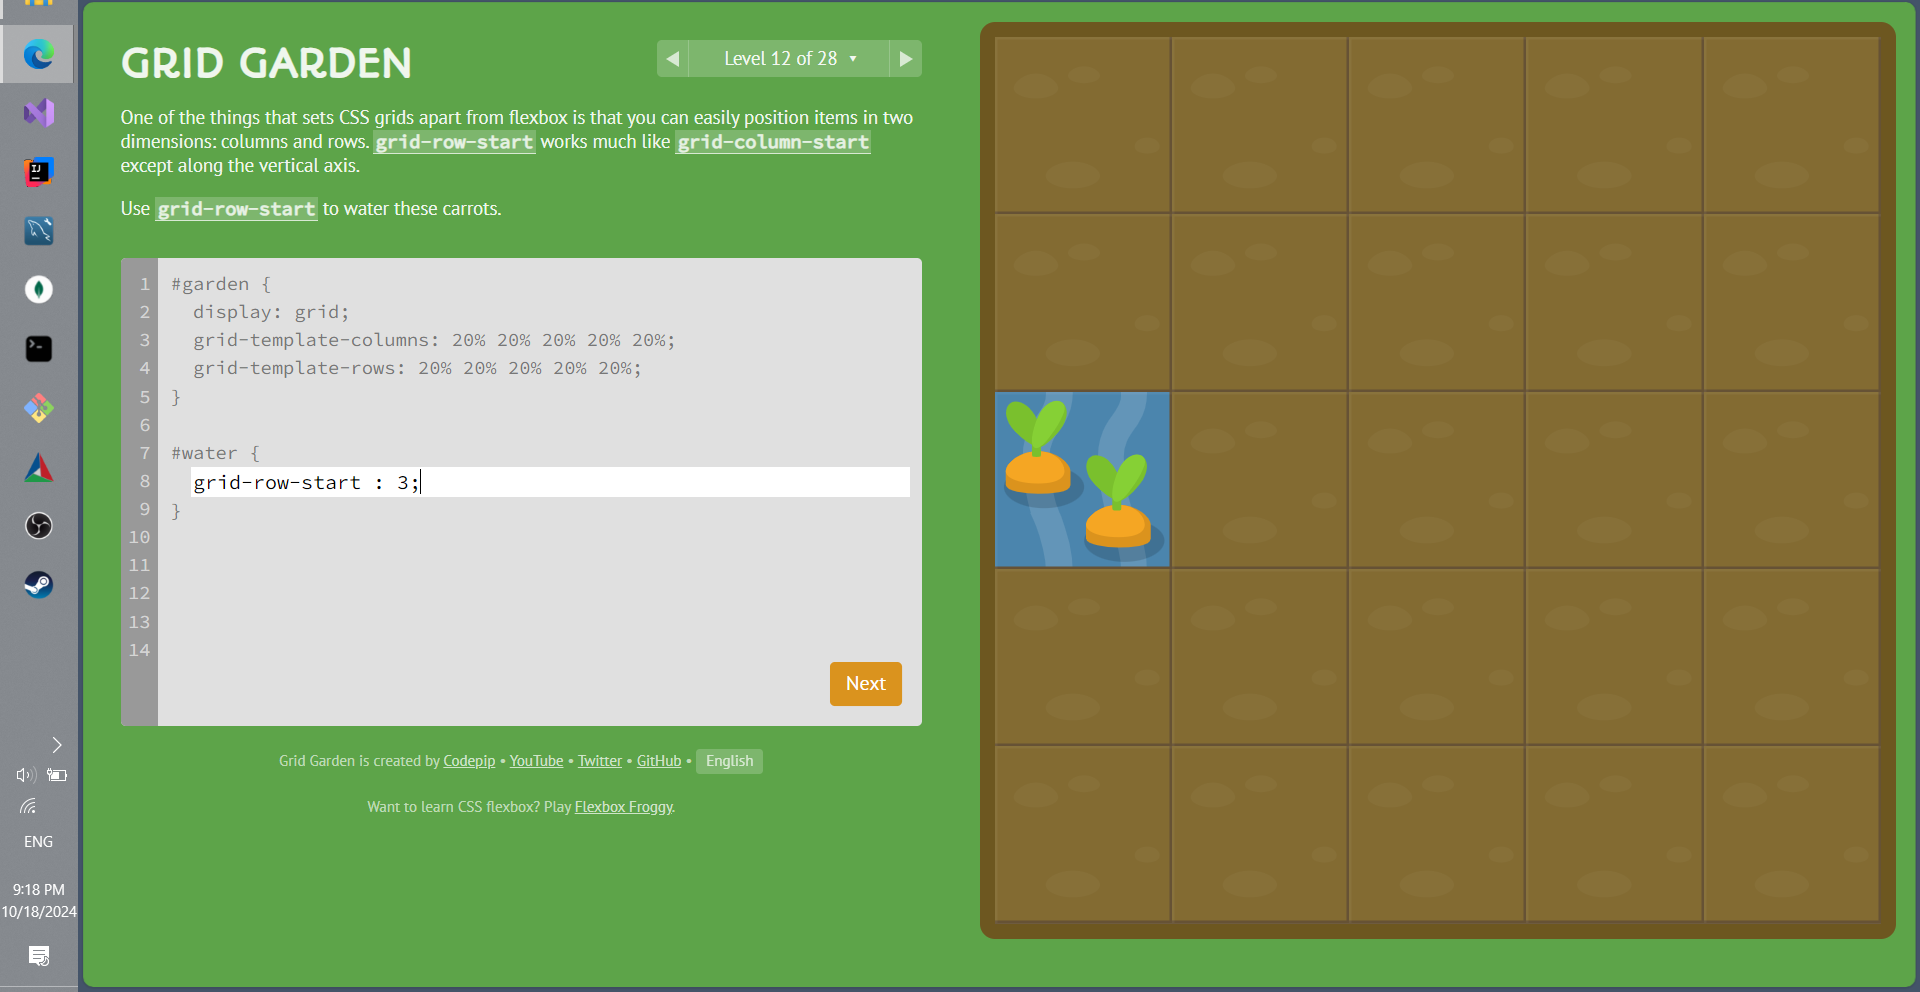 GRID GARDEN
◀ Level 12 of 28 ▾ ▶
One of the things that sets CSS grids apart from flexbox is that you can easily position items in two
dimensions: columns and rows. grid-row-start works much like grid-column-start
except along the vertical axis.
Use grid-row-start to water these carrots.
1 #garden {
2 display: grid;
3 grid-template-columns: 20% 20% 20% 20% 20%;
4 grid-template-rows: 20% 20% 20% 20% 20%;
5 }
6
7 #water {
8 grid-row-start : 3;
9 }
10
11
12
13
14
Next
Grid Garden is created by Codepip • YouTube • Twitter • GitHub • English
Want to learn CSS flexbox? Play Flexbox Froggy.
IJ
ENG
9:18 PM
10/18/2024